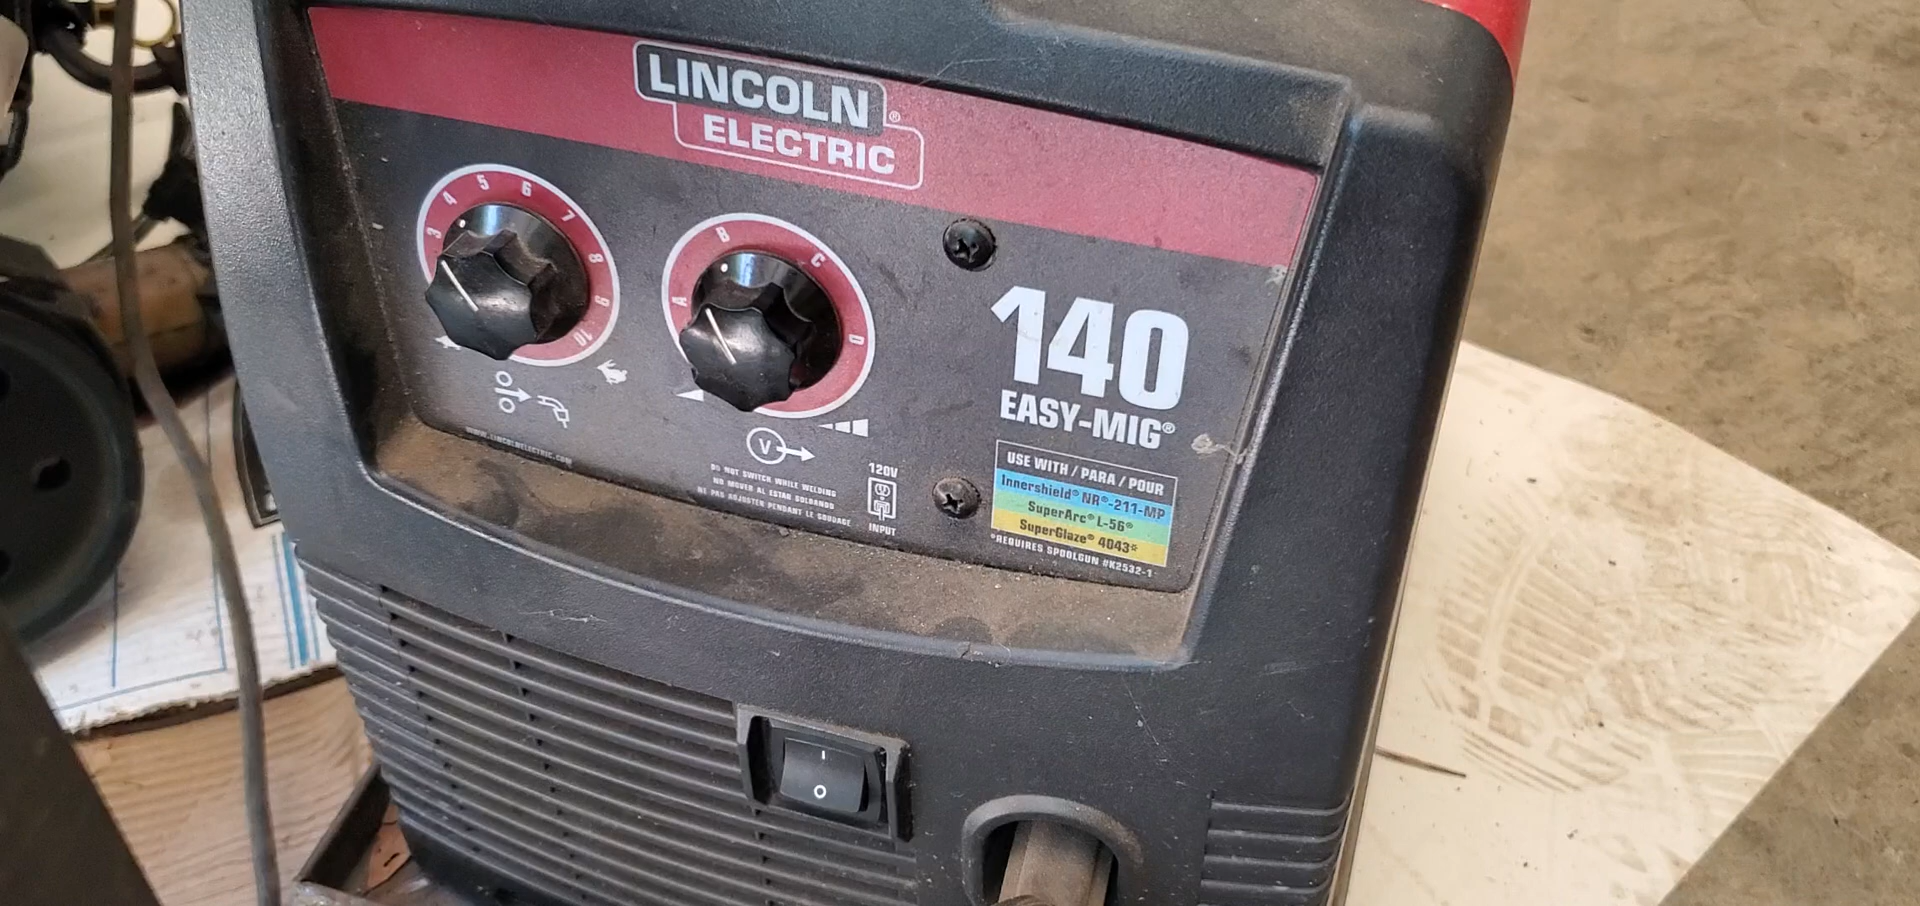 LINCOLN®
ELECTRIC
3 4 5 6 7 8 9 10
A B C D
140
EASY-MIG®
WWW.LINCOLNELECTRIC.COM
V
DO NOT SWITCH WHILE WELDING
NO MOVER AL ESTAR SOLDANDO
NE PAS ADJUSTER PENDANT LE SOUDAGE
120V
INPUT
USE WITH / PARA / POUR
Innershield® NR®-211-MP
SuperArc® L-56®
SuperGlaze® 4043*
*REQUIRES SPOOLGUN #K2532-1
I
O